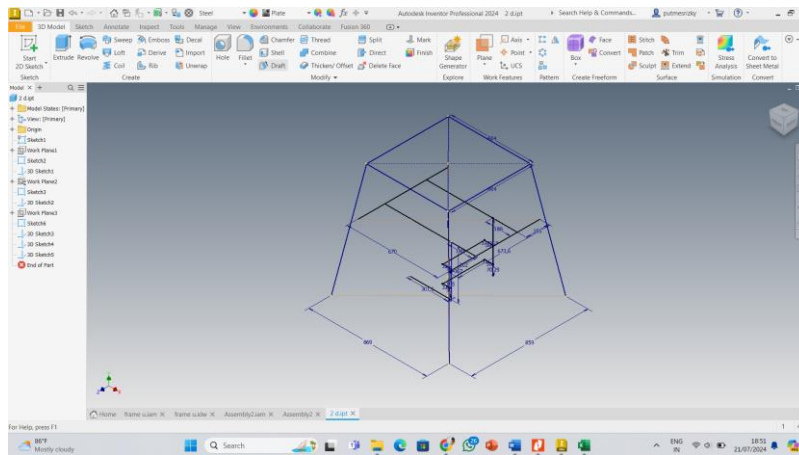 Steel
Plate
Autodesk Inventor Professional 2024 2 d.ipt
Search Help & Commands...
putmesrizky
File 3D Model Sketch Annotate Inspect Tools Manage View Environments Collaborate Fusion 360
Start
2D Sketch
Extrude Revolve
Sweep Emboss Decal
Loft Derive Import
Coil Rib Unwrap
Hole Fillet
Chamfer Thread Split Mark
Shell Combine Direct Finish
Draft Thicken/ Offset Delete Face
Shape
Generator
Plane
Axis
Point
UCS
Box
Face
Convert
Stitch
Patch Trim
Sculpt Extend
Stress
Analysis
Convert to
Sheet Metal
Sketch Create Modify Explore Work Features Pattern Create Freeform Surface Simulation Convert
Model
2 d.ipt
Model States: [Primary]
View: [Primary]
Origin
Sketch1
Work Plane1
Sketch2
3D Sketch1
Work Plane2
Sketch3
3D Sketch2
Work Plane3
Sketch6
3D Sketch3
3D Sketch4
3D Sketch5
End of Part
570
869
859
Home frame u.iam frame u.idw Assembly2.iam Assembly2 2 d.ipt
For Help, press F1
1
86°F
Mostly cloudy
Search
ENG
IN
18:51
21/07/2024